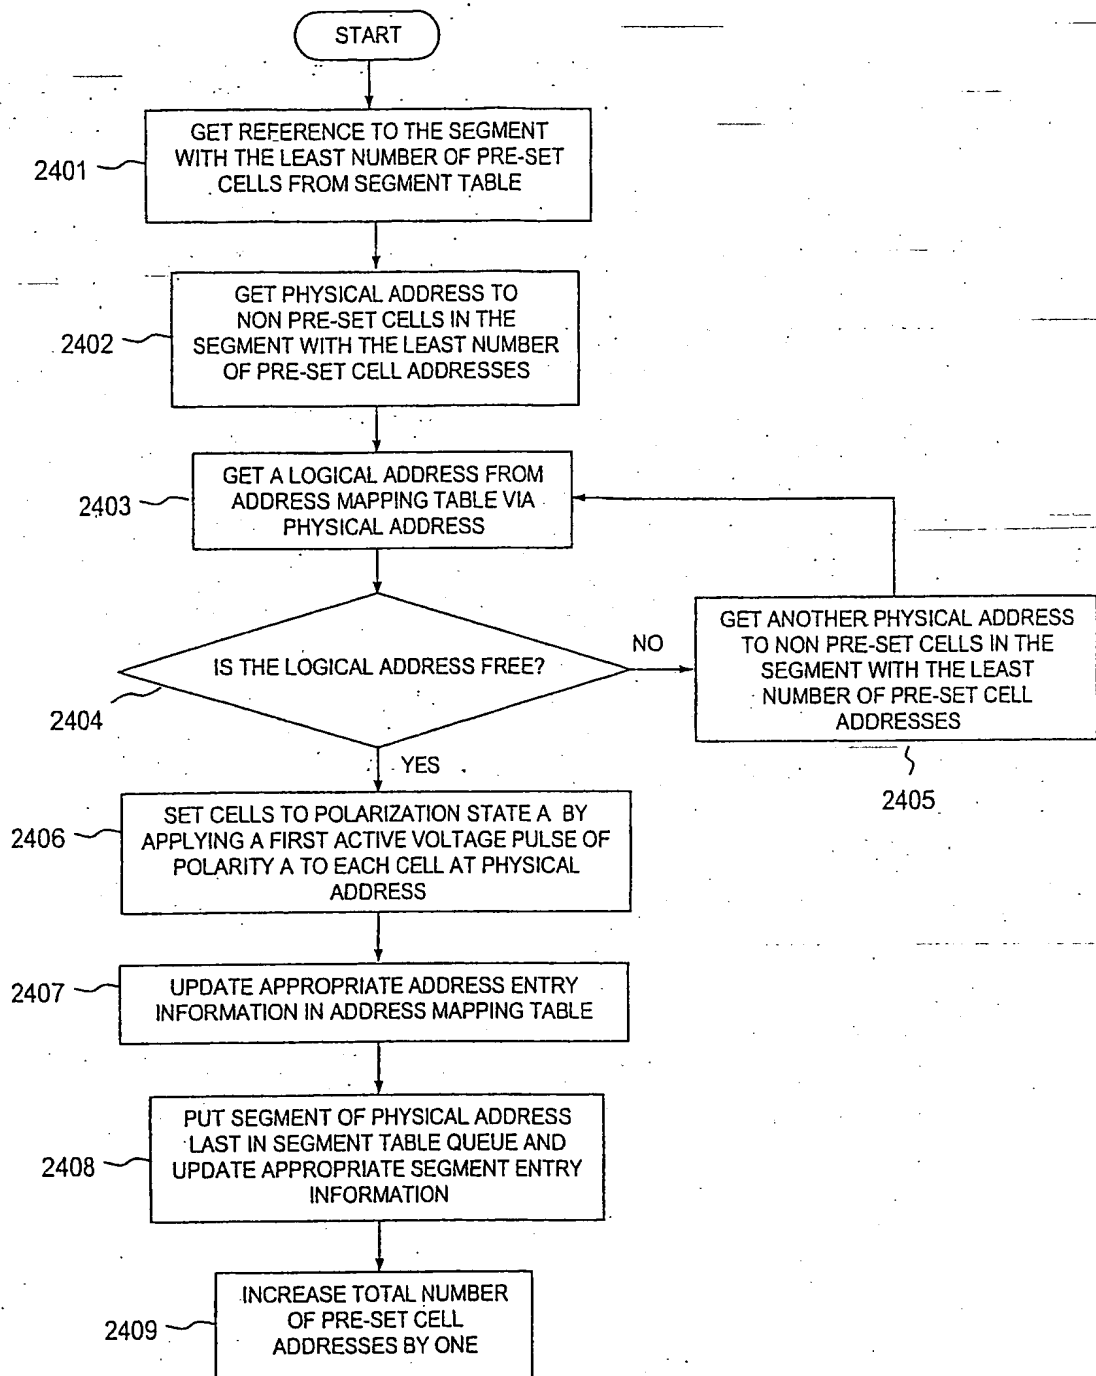 START
2401
GET REFERENCE TO THE SEGMENT
WITH THE LEAST NUMBER OF PRE-SET
CELLS FROM SEGMENT TABLE
2402
GET PHYSICAL ADDRESS TO
NON PRE-SET CELLS IN THE
SEGMENT WITH THE LEAST NUMBER
OF PRE-SET CELL ADDRESSES
2403
GET A LOGICAL ADDRESS FROM
ADDRESS MAPPING TABLE VIA
PHYSICAL ADDRESS
2404
IS THE LOGICAL ADDRESS FREE?
NO
GET ANOTHER PHYSICAL ADDRESS
TO NON PRE-SET CELLS IN THE
SEGMENT WITH THE LEAST
NUMBER OF PRE-SET CELL
ADDRESSES
2405
YES
2406
SET CELLS TO POLARIZATION STATE A BY
APPLYING A FIRST ACTIVE VOLTAGE PULSE OF
POLARITY A TO EACH CELL AT PHYSICAL
ADDRESS
2407
UPDATE APPROPRIATE ADDRESS ENTRY
INFORMATION IN ADDRESS MAPPING TABLE
2408
PUT SEGMENT OF PHYSICAL ADDRESS
LAST IN SEGMENT TABLE QUEUE AND
UPDATE APPROPRIATE SEGMENT ENTRY
INFORMATION
2409
INCREASE TOTAL NUMBER
OF PRE-SET CELL
ADDRESSES BY ONE